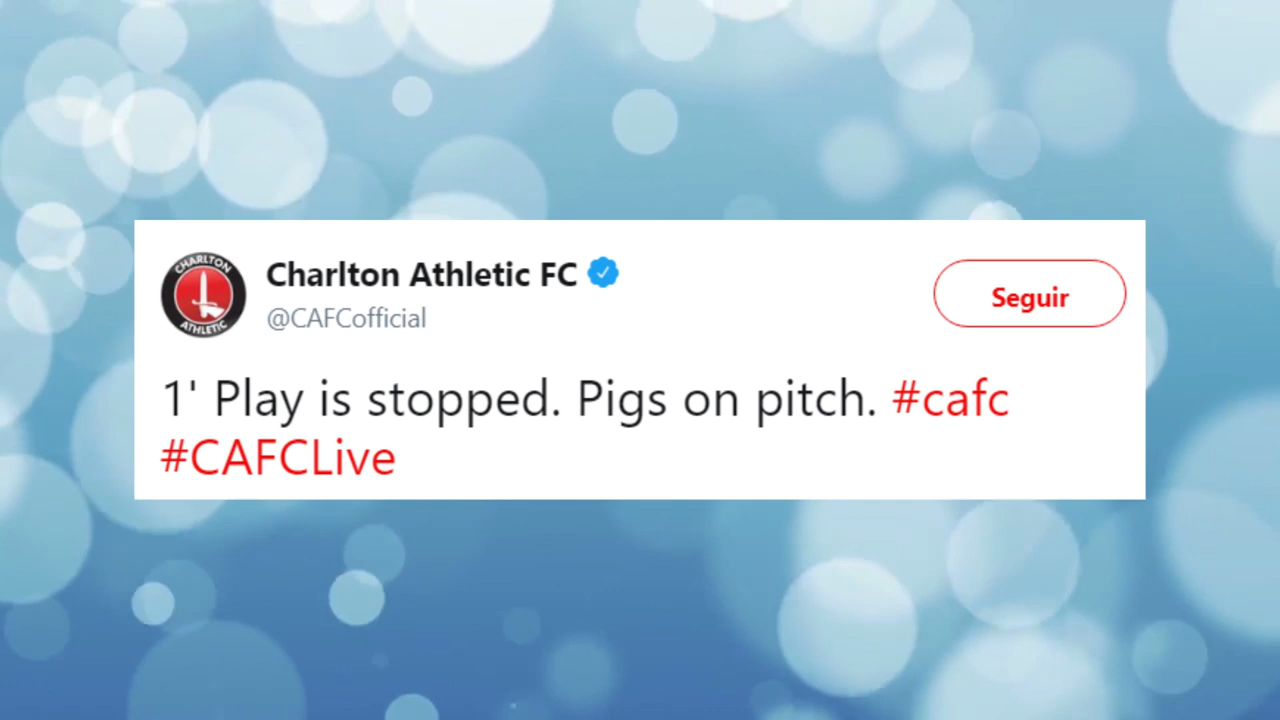 CHARLTON
ATHLETIC
Charlton Athletic FC
@CAFCofficial
Seguir
1' Play is stopped. Pigs on pitch. #cafc
#CAFCLive